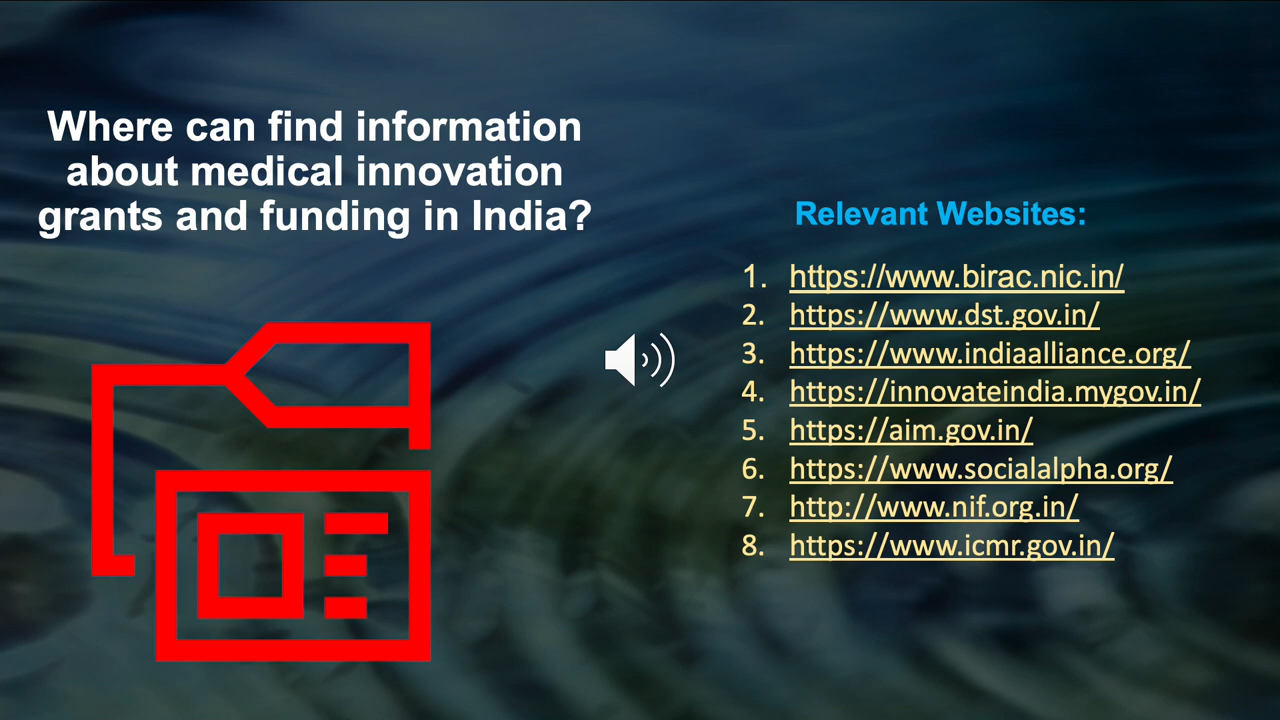 Where can find information
about medical innovation
grants and funding in India?
Relevant Websites:
1. https://www.birac.nic.in/
2. https://www.dst.gov.in/
3. https://www.indiaalliance.org/
4. https://innovateindia.mygov.in/
5. https://aim.gov.in/
6. https://www.socialalpha.org/
7. http://www.nif.org.in/
8. https://www.icmr.gov.in/